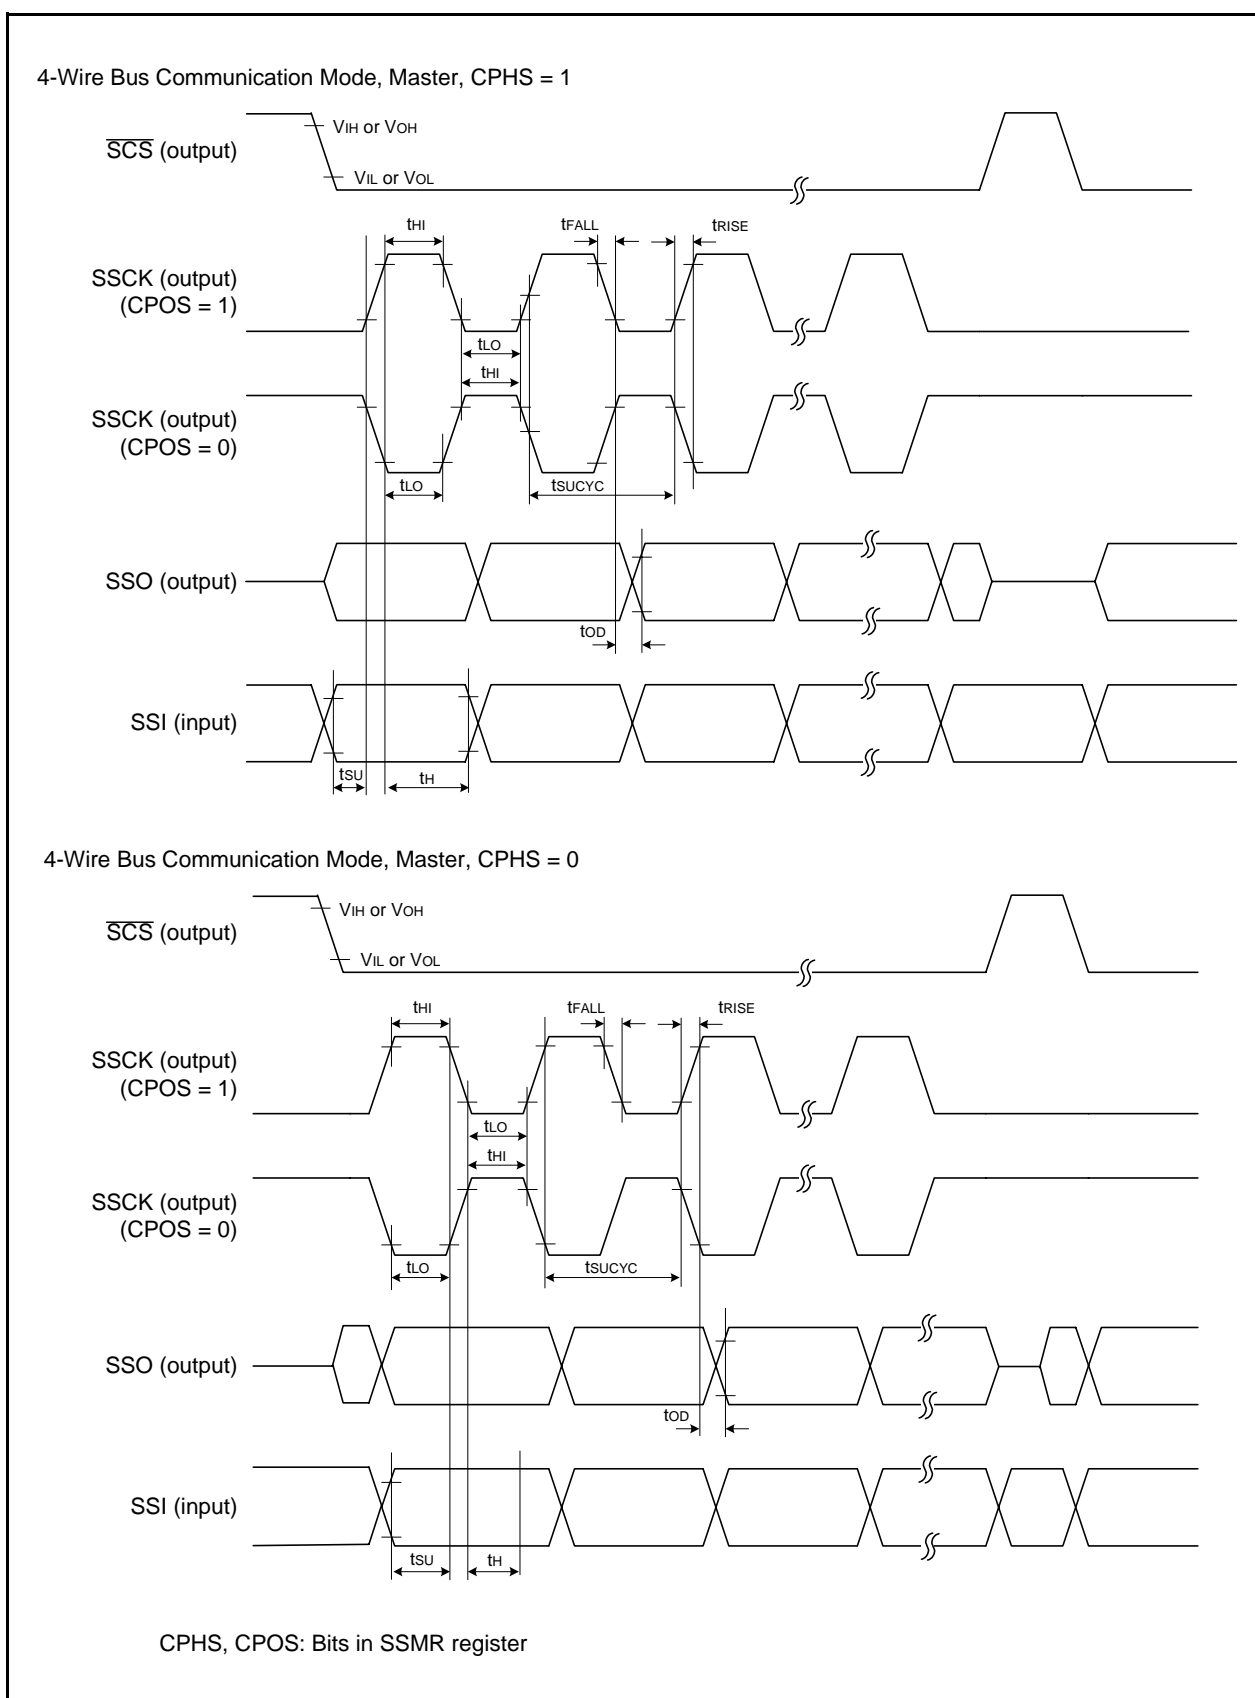 4-Wire Bus Communication Mode, Master, CPHS = 1
VIH or VOH
SCS (output)
VIL or VOL
tHI
tFALL
tRISE
SSCK (output)
(CPOS = 1)
tLO
tHI
SSCK (output)
(CPOS = 0)
tLO
tSUCYC
SSO (output)
tOD
SSI (input)
tSU
tH
4-Wire Bus Communication Mode, Master, CPHS = 0
VIH or VOH
SCS (output)
VIL or VOL
tHI
tFALL
tRISE
SSCK (output)
(CPOS = 1)
tLO
tHI
SSCK (output)
(CPOS = 0)
tLO
tSUCYC
SSO (output)
tOD
SSI (input)
tSU
tH
CPHS, CPOS: Bits in SSMR register